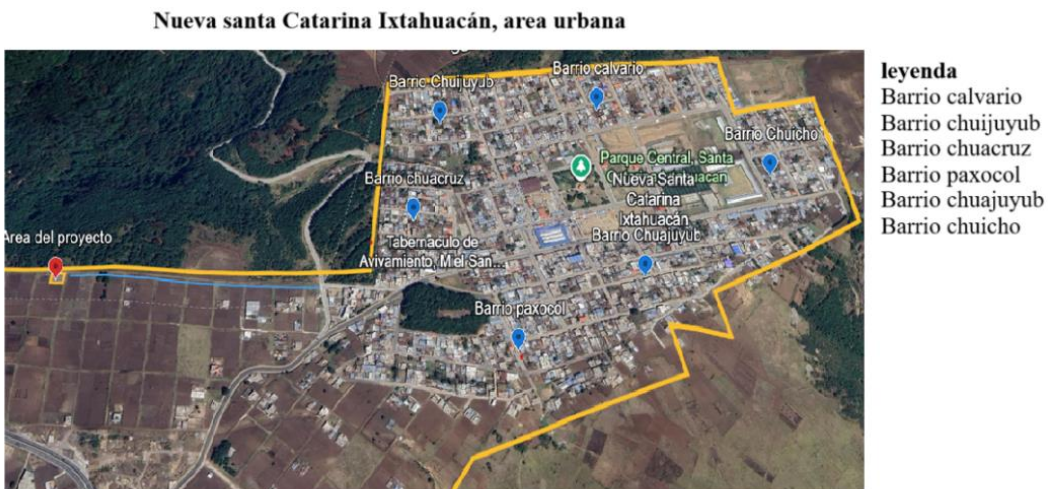 Nueva santa Catarina Ixtahuacán, area urbana
leyenda
Barrio calvario
Barrio chuijuyub
Barrio chuacruz
Barrio paxocol
Barrio chuajuyub
Barrio chuicho
Barrio Chuijuyub
Barrio calvario
Barrio Chuicho
Parque Central, Santa
Nueva Santa
Catarina
Ixtahuacán
Barrio chuacruz
Barrio Chuajuyub
Area del proyecto
Tabernaculo de
Avivamiento, Miel San...
Barrio paxocol